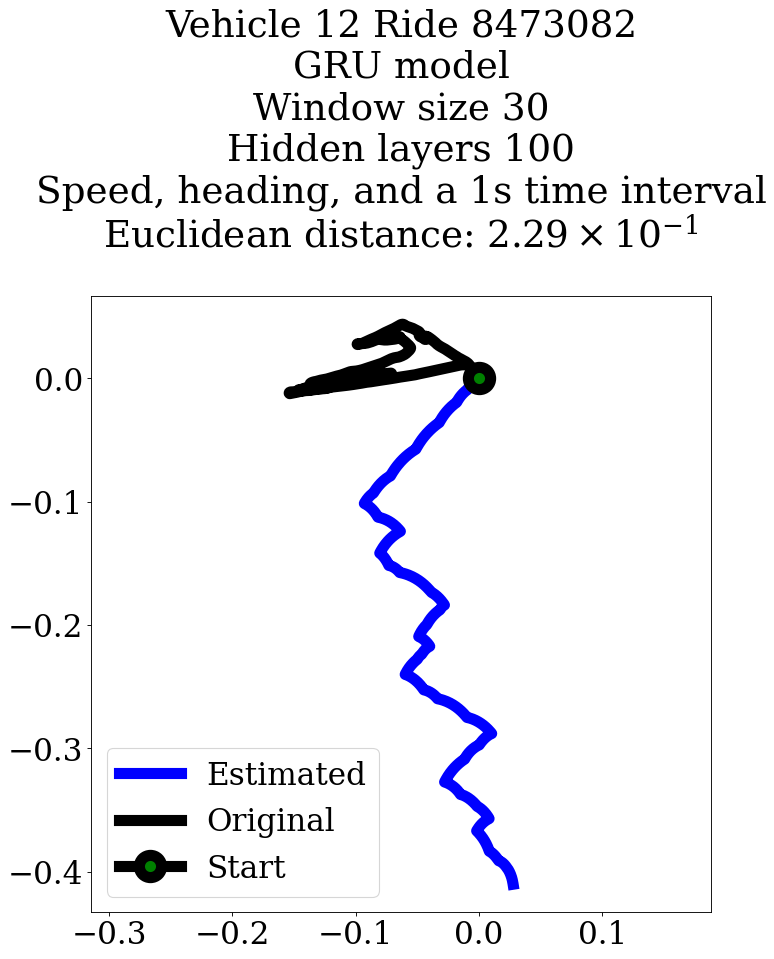 Vehicle 12 Ride 8473082
GRU model
Window size 30
Hidden layers 100
Speed, heading, and a 1s time interval
Euclidean distance: 2.29 × 10⁻¹
0.0
−0.1
−0.2
−0.3
−0.4
Estimated
Original
Start
−0.3 −0.2 −0.1 0.0 0.1